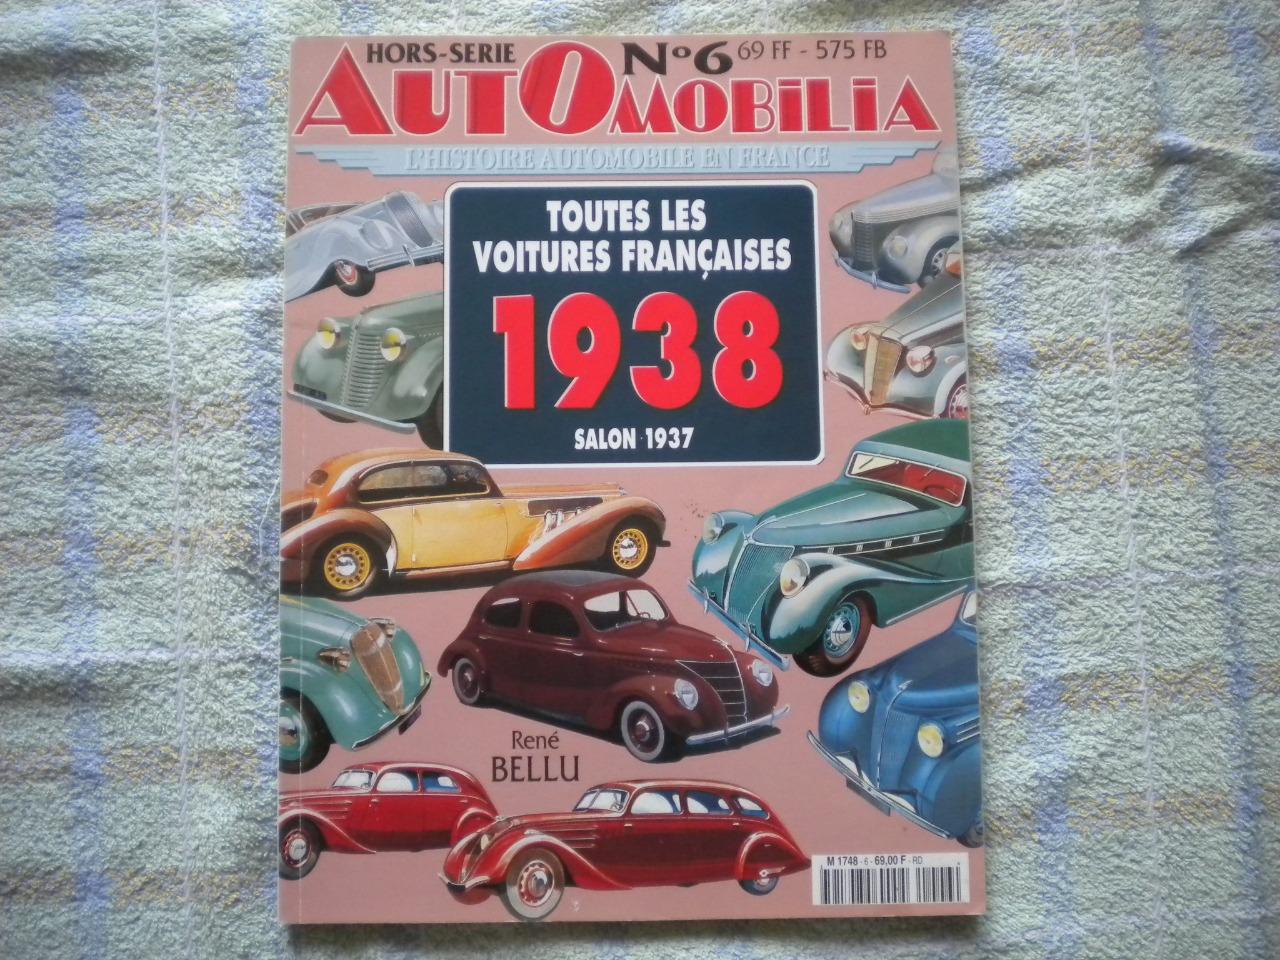 HORS-SERIE Nº6 69 FF - 575 FB
AUTOMOBILIA
L'HISTOIRE AUTOMOBILE EN FRANCE
TOUTES LES
VOITURES FRANÇAISES
1938
SALON 1937
René
BELLU
M 1748 - 6 - 69,00 F - RD